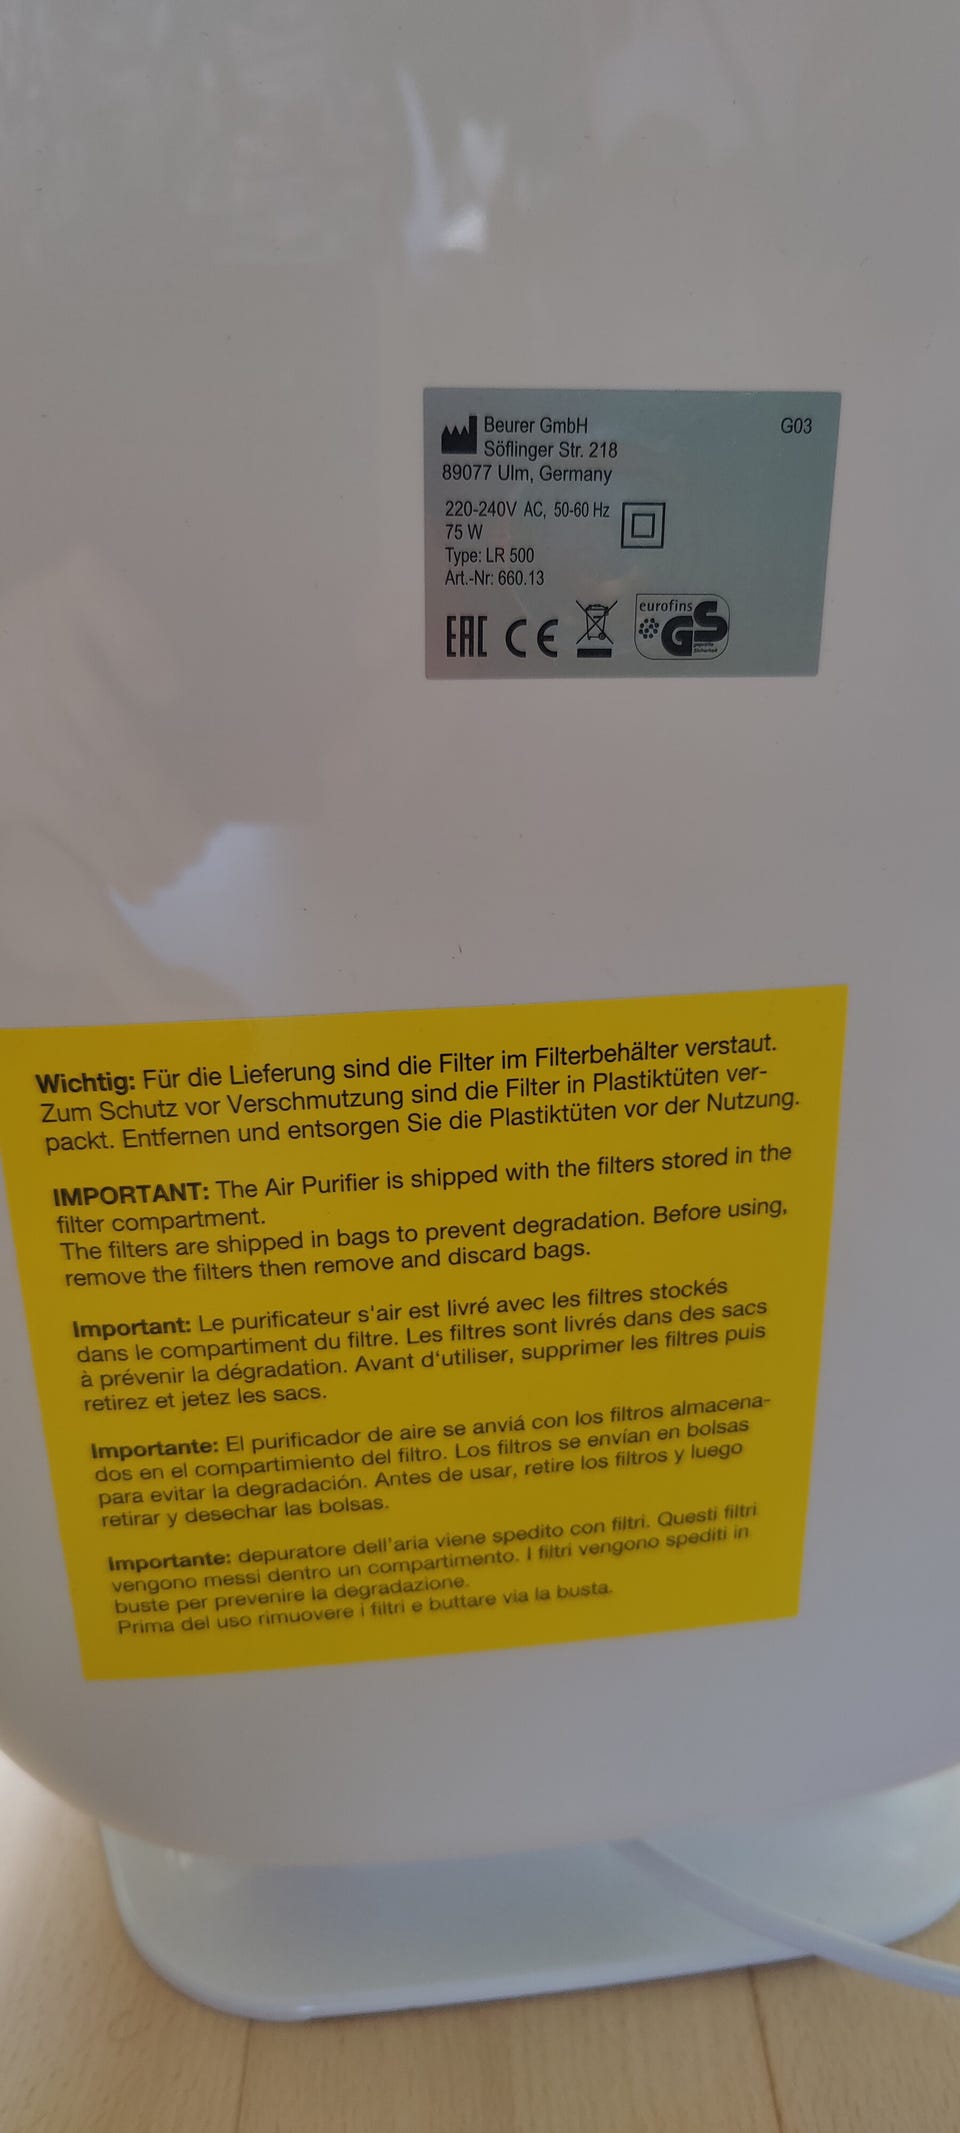 Beurer GmbH G03
Söflinger Str. 218
89077 Ulm, Germany
220-240V AC, 50-60 Hz
75 W
Type: LR 500
Art.-Nr: 660.13
EAC CE eurofins GS
geprüfte
Sicherheit
Wichtig: Für die Lieferung sind die Filter im Filterbehälter verstaut.
Zum Schutz vor Verschmutzung sind die Filter in Plastiktüten ver-
packt. Entfernen und entsorgen Sie die Plastiktüten vor der Nutzung.
IMPORTANT: The Air Purifier is shipped with the filters stored in the
filter compartment.
The filters are shipped in bags to prevent degradation. Before using,
remove the filters then remove and discard bags.
Important: Le purificateur s'air est livré avec les filtres stockés
dans le compartiment du filtre. Les filtres sont livrés dans des sacs
à prévenir la dégradation. Avant d‘utiliser, supprimer les filtres puis
retirez et jetez les sacs.
Importante: El purificador de aire se anviá con los filtros almacena-
dos en el compartimiento del filtro. Los filtros se envían en bolsas
para evitar la degradación. Antes de usar, retire los filtros y luego
retirar y desechar las bolsas.
Importante: depuratore dell'aria viene spedito con filtri. Questi filtri
vengono messi dentro un compartimento. I filtri vengono spediti in
buste per prevenire la degradazione.
Prima del uso rimuovere i filtri e buttare via la busta.